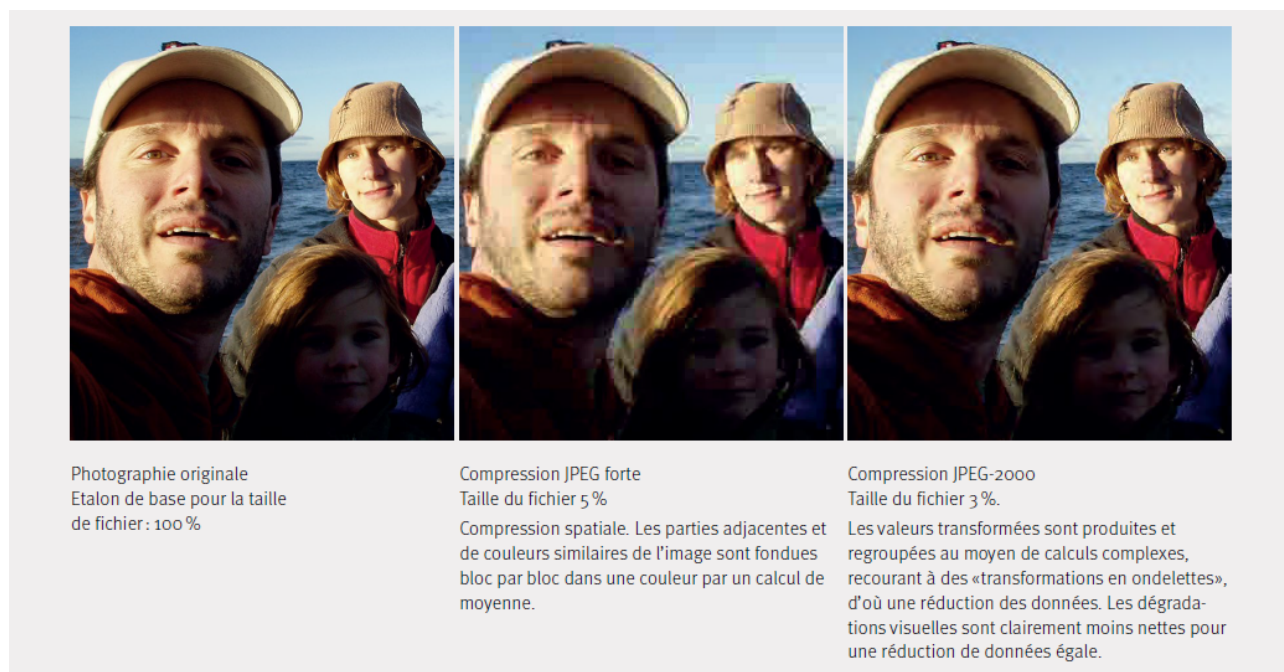 Photographie originale
Etalon de base pour la taille
de fichier : 100 %
Compression JPEG forte
Taille du fichier 5 %
Compression spatiale. Les parties adjacentes et
de couleurs similaires de l’image sont fondues
bloc par bloc dans une couleur par un calcul de
moyenne.
Compression JPEG-2000
Taille du fichier 3 %.
Les valeurs transformées sont produites et
regroupées au moyen de calculs complexes,
recourant à des «transformations en ondelettes»,
d’où une réduction des données. Les dégrada-
tions visuelles sont clairement moins nettes pour
une réduction de données égale.